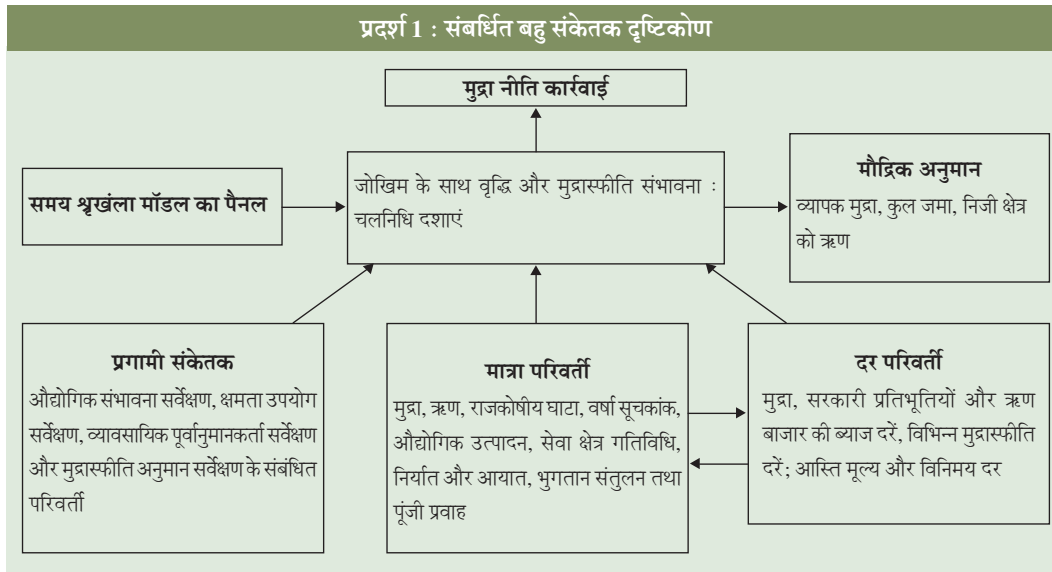 प्रदर्श 1 : संबर्धित बहु संकेतक दृष्टिकोण
मुद्रा नीति कार्रवाई
समय श्रृखंला मॉडल का पैनल
जोखिम के साथ वृद्धि और मुद्रास्फीति संभावना :
चलनिधि दशाएं
मौद्रिक अनुमान
व्यापक मुद्रा, कुल जमा, निजी क्षेत्र
को ऋण
प्रगामी संकेतक
औद्योगिक संभावना सर्वेक्षण, क्षमता उपयोग
सर्वेक्षण, व्यावसायिक पूर्वानुमानकर्ता सर्वेक्षण
और मुद्रास्फीति अनुमान सर्वेक्षण के संबंधित
परिवर्ती
मात्रा परिवर्ती
मुद्रा, ऋण, राजकोषीय घाटा, वर्षा सूचकांक,
औद्योगिक उत्पादन, सेवा क्षेत्र गतिविधि,
निर्यात और आयात, भुगतान संतुलन तथा
पूंजी प्रवाह
दर परिवर्ती
मुद्रा, सरकारी प्रतिभूतियों और ऋण
बाजार की ब्याज दरें, विभिन्न मुद्रास्फीति
दरें; आस्ति मूल्य और विनिमय दर